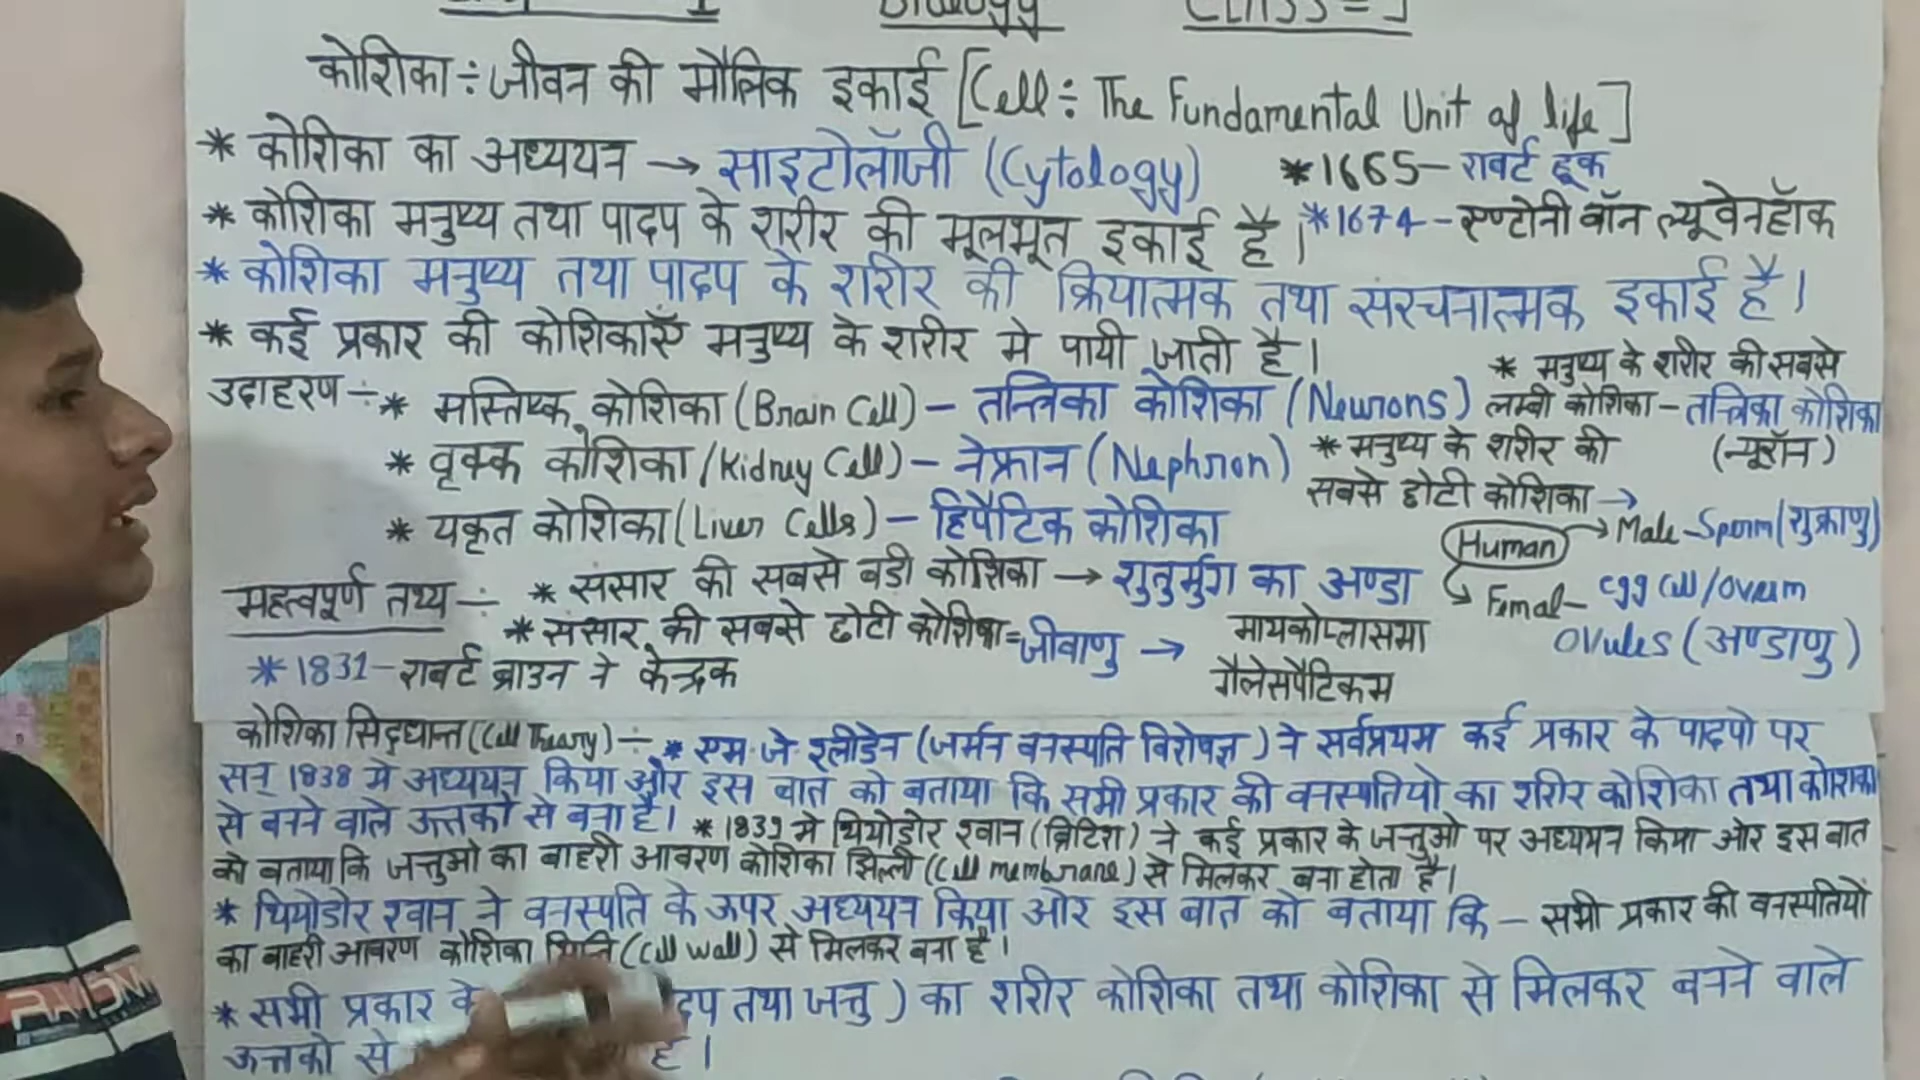 Biology CLASS - 9
कोशिका ÷ जीवन की मौलिक इकाई [Cell ÷ The Fundamental Unit of life]
* कोशिका का अध्ययन → साइटोलॉजी (Cytology) * 1665 - राबर्ट हूक
* कोशिका मनुष्य तथा पादप के शरीर की मूलभूत इकाई है। * 1674 - एण्टोनी वॉन ल्यूवेनहॉक
* कोशिका मनुष्य तथा पादप के शरीर की क्रियात्मक तथा संरचनात्मक इकाई है।
* कई प्रकार की कोशिकाएँ मनुष्य के शरीर मे पायी जाती है।
उदाहरण ÷ * मस्तिष्क कोशिका (Brain Cell) - तन्त्रिका कोशिका (Neurons)
* वृक्क कोशिका (Kidney Cell) - नेफ्रान (Nephron)
* यकृत कोशिका (Liver Cells) - हिपैटिक कोशिका
* मनुष्य के शरीर की सबसे
लम्बी कोशिका - तन्त्रिका कोशिका
(न्यूरॉन)
* मनुष्य के शरीर की
सबसे छोटी कोशिका →
Human → Male - Sperm (शुक्राणु)
Femal - egg cell/ovum
Ovules (अण्डाणु)
महत्वपूर्ण तथ्य ÷ * संसार की सबसे बडी कोशिका → शुतुर्मुग का अण्डा
* संसार की सबसे छोटी कोशिका = जीवाणु → मायकोप्लासमा
गैलेसपैटिकम
* 1831 - राबर्ट ब्राउन ने केन्द्रक
कोशिका सिद्धान्त (Cell Theory) ÷ * एम जे श्लीडेन (जर्मन वनस्पति विशेषज्ञ) ने सर्वप्रथम कई प्रकार के पादपो पर
सन् 1838 मे अध्ययन किया और इस बात को बताया कि सभी प्रकार की वनस्पतियो का शरीर कोशिका तथा कोशिका
से बनने वाले ऊत्तको से बना है। * 1839 मे थियोडोर श्वान (ब्रिटिश) ने कई प्रकार के जन्तुओ पर अध्ययन किया और इस बात
को बताया कि जन्तुओ का बाहरी आवरण कोशिका झिल्ली (Cell membrane) से मिलकर बना होता है।
* थियोडोर श्वान ने वनस्पति के ऊपर अध्ययन किया और इस बात को बताया कि - सभी प्रकार की वनस्पतियो
का बाहरी आवरण कोशिका भित्ति (Cell wall) से मिलकर बना है।
* सभी प्रकार के तथा जन्तु) का शरीर कोशिका तथा कोशिका से मिलकर बनने वाले
ऊत्तको से है।